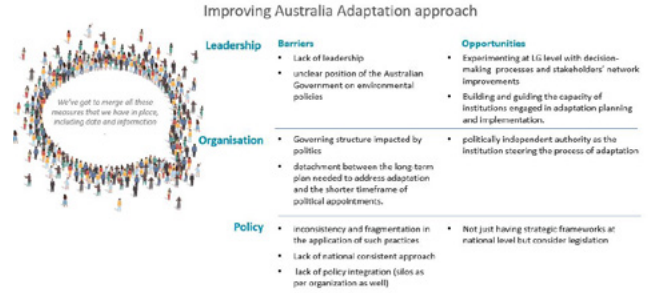 Improving Australia Adaptation approach
We've got to merge all these
measures that we have in place,
including data and information
Leadership
Barriers
Lack of leadership
unclear position of the Australian
Government on environmental
policies
Opportunities
Experimenting at LG level with decision-
making processes and stakeholders' network
improvements
Building and guiding the capacity of
institutions engaged in adaptation planning
and implementation.
Organisation
Governing structure impacted by
politics
detachment between the long-term
plan needed to address adaptation
and the shorter timeframe of
political appointments.
politically independent authority as the
institution steering the process of adaptation
Policy
inconsistency and fragmentation in
the application of such practices
Lack of national consistent approach
lack of policy integration (silos as
per organization as well)
Not just having strategic frameworks at
national level but consider legislation